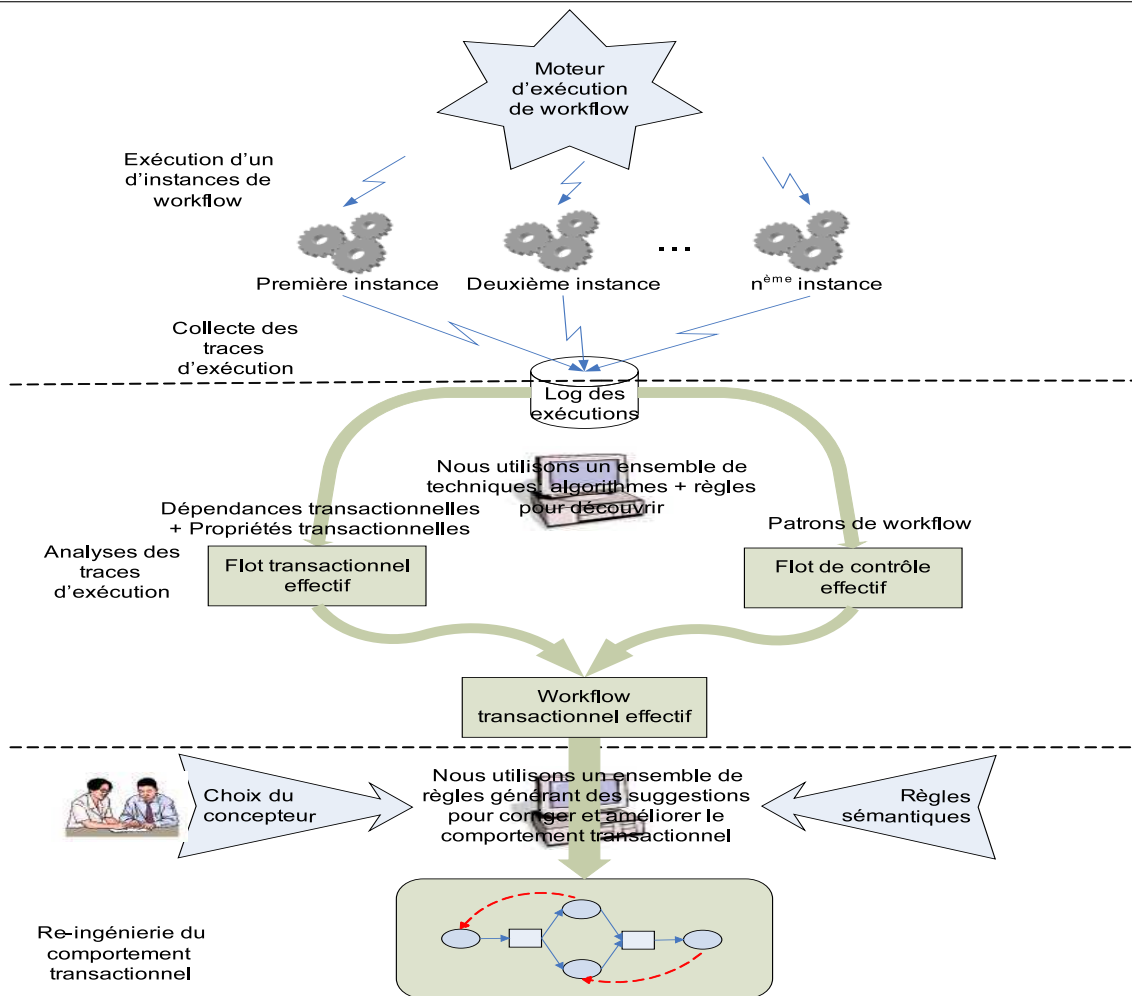 Moteur
d'exécution
de workflow
Exécution d'un
d'instances de
workflow
...
Première instance
Deuxième instance
nème instance
Collecte des
traces
d'exécution
Log des
exécutions
Nous utilisons un ensemble de
techniques: algorithmes + règles
pour découvrir
Dépendances transactionnelles
+ Propriétés transactionnelles
Patrons de workflow
Analyses des
traces
d'exécution
Flot transactionnel
effectif
Flot de contrôle
effectif
Workflow
transactionnel effectif
Choix du
concepteur
Nous utilisons un ensemble de
règles générant des suggestions
pour corriger et améliorer le
comportement transactionnel
Règles
sémantiques
Re-ingénierie du
comportement
transactionnel